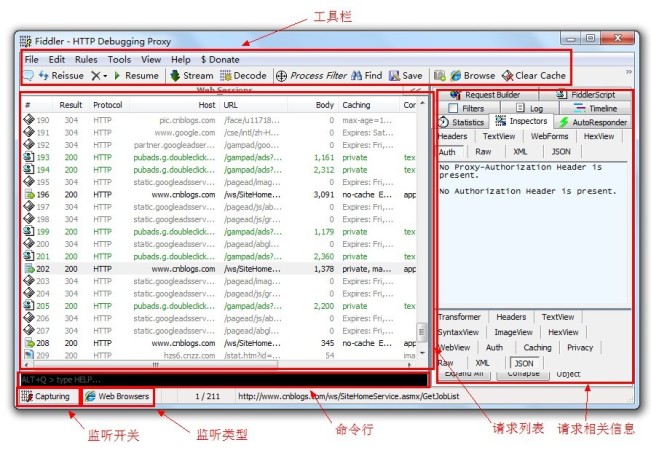 工具栏
Fiddler - HTTP Debugging Proxy
File Edit Rules Tools View Help $ Donate
Reissue Resume Stream Decode Process Filter Find Save Browse Clear Cache »
Web Sessions <<
# Result Protocol Host URL Body Caching Cor
190 304 HTTP pic.cnblogs.com /face/u11718... 0 max-age=1...
191 304 HTTP www.google.com /cse/intl/zh-H... 0 Expires: Sat...
192 304 HTTP partner.googleadser... /gampad/goo... 0 Expires: Fri,...
193 200 HTTP pubads.g.doubleclick... /gampad/ads?... 1,161 private tex
194 200 HTTP pubads.g.doubleclick... /gampad/ads?... 2,312 private tex
195 304 HTTP static.googleadsserv... /pagead/imag... 0 Expires: Fri,...
196 200 HTTP www.cnblogs.com /ws/SiteHome... 3,091 no-cache E... app
197 304 HTTP static.googleadsserv... /pagead/js/ab... 0 Expires: Fri,...
198 304 HTTP static.googleadsserv... /pagead/js/gr... 0 Expires: Fri,...
199 200 HTTP pubads.g.doubleclick... /gampad/ads?... 1,179 private tex
200 304 HTTP static.googleadsserv... /pagead/abgl... 0 Expires: Fri,...
201 200 HTTP pubads.g.doubleclick... /gampad/ads?... 2,360 private tex
202 200 HTTP www.cnblogs.com /ws/SiteHome... 1,378 private, ma... app
203 304 HTTP static.googleadsserv... /pagead/imag... 0 Expires: Fri,...
204 304 HTTP static.googleadsserv... /pagead/js/gr... 0 Expires: Fri,...
205 200 HTTP pubads.g.doubleclick... /gampad/ads?... 2,200 private tex
206 304 HTTP static.googleadsserv... /pagead/js/ab... 0 Expires: Fri,...
207 304 HTTP static.googleadsserv... /pagead/abgl... 0 Expires: Fri,...
208 200 HTTP www.cnblogs.com /ws/SiteHome... 345 no-cache E... app
209 200 HTTP hzs6.cnzz.com /stat.htm?id=... 54 ima
Request Builder FiddlerScript
Filters Log Timeline
Statistics Inspectors AutoResponder
Headers TextView WebForms HexView
Auth Raw XML JSON
No Proxy-Authorization Header is
present.
No Authorization Header is present.
Transformer Headers TextView
SyntaxView ImageView HexView
WebView Auth Caching Privacy
Raw XML JSON
Expand All Collapse Object
ALT+Q > type HELP...
Capturing Web Browsers 1 / 211 http://www.cnblogs.com/ws/SiteHomeService.asmx/GetJobList
监听开关 监听类型 命令行 请求列表 请求相关信息